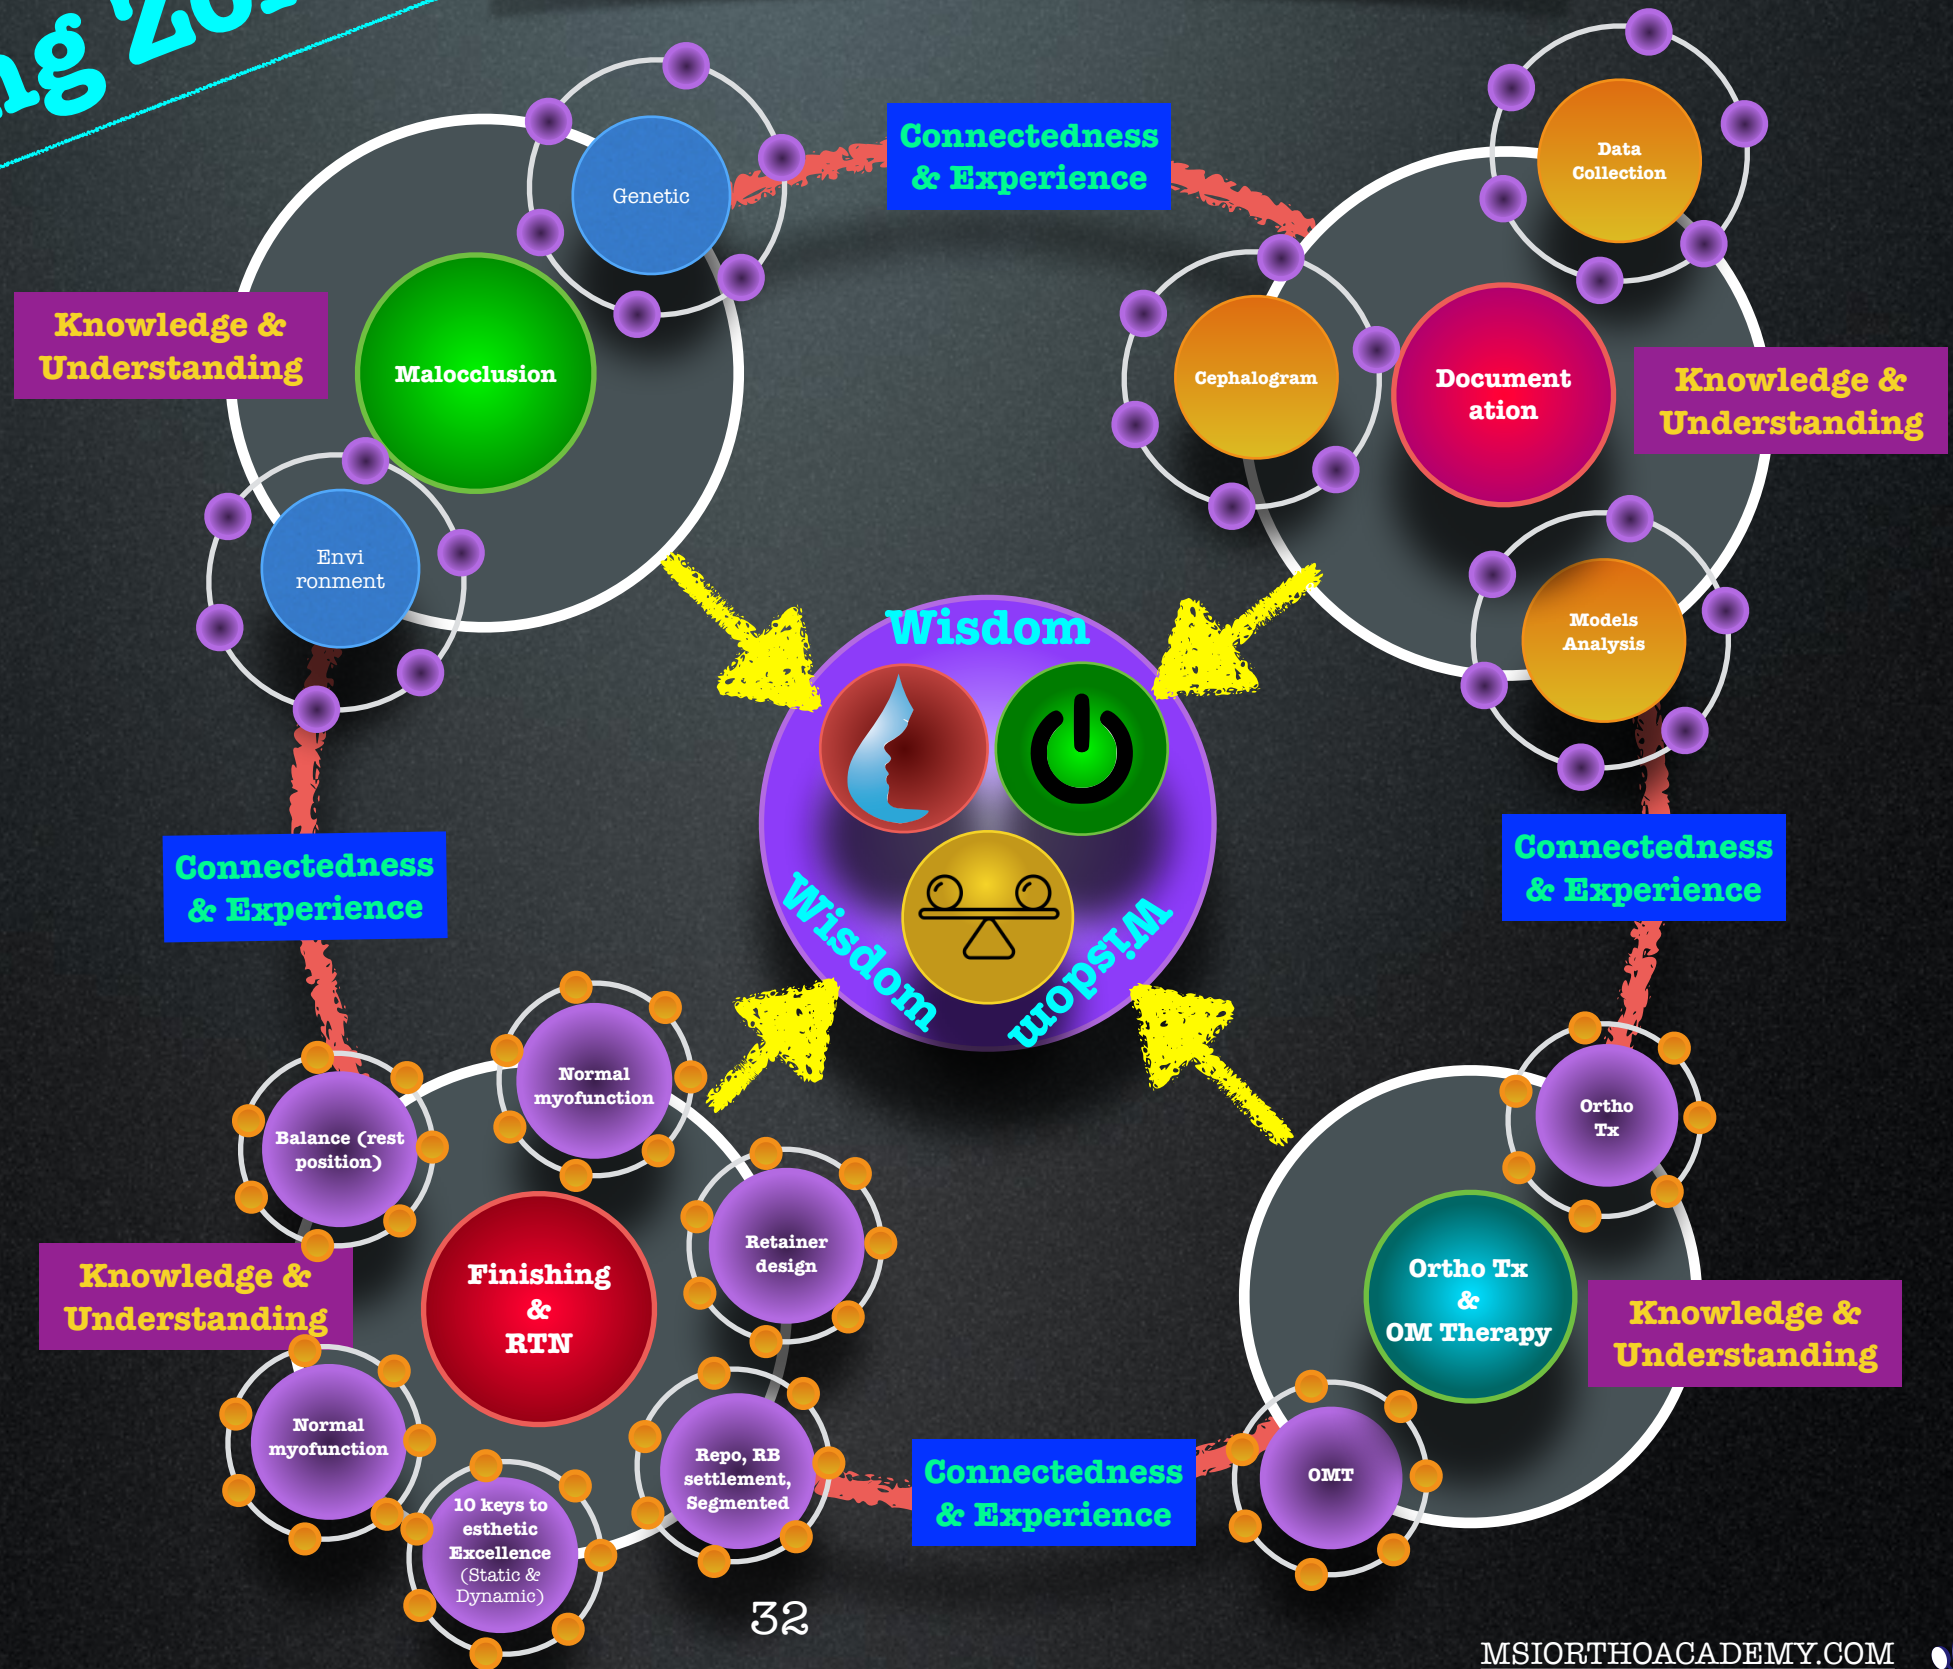 Genetic
Connectedness
& Experience
Data
Collection
Knowledge &
Understanding
Malocclusion
Cephalogram
Document
ation
Knowledge &
Understanding
Envi
ronment
Models
Analysis
Wisdom
Wisdom
Wisdom
Connectedness
& Experience
Connectedness
& Experience
Normal
myofunction
Balance (rest
position)
Ortho
Tx
Retainer
design
Knowledge &
Understanding
Finishing
&
RTN
Ortho Tx
&
OM Therapy
Knowledge &
Understanding
Normal
myofunction
Repo, RB
settlement,
Segmented
Connectedness
& Experience
OMT
10 keys to
esthetic
Excellence
(Static &
Dynamic)
32
MSIORTHOACADEMY.COM